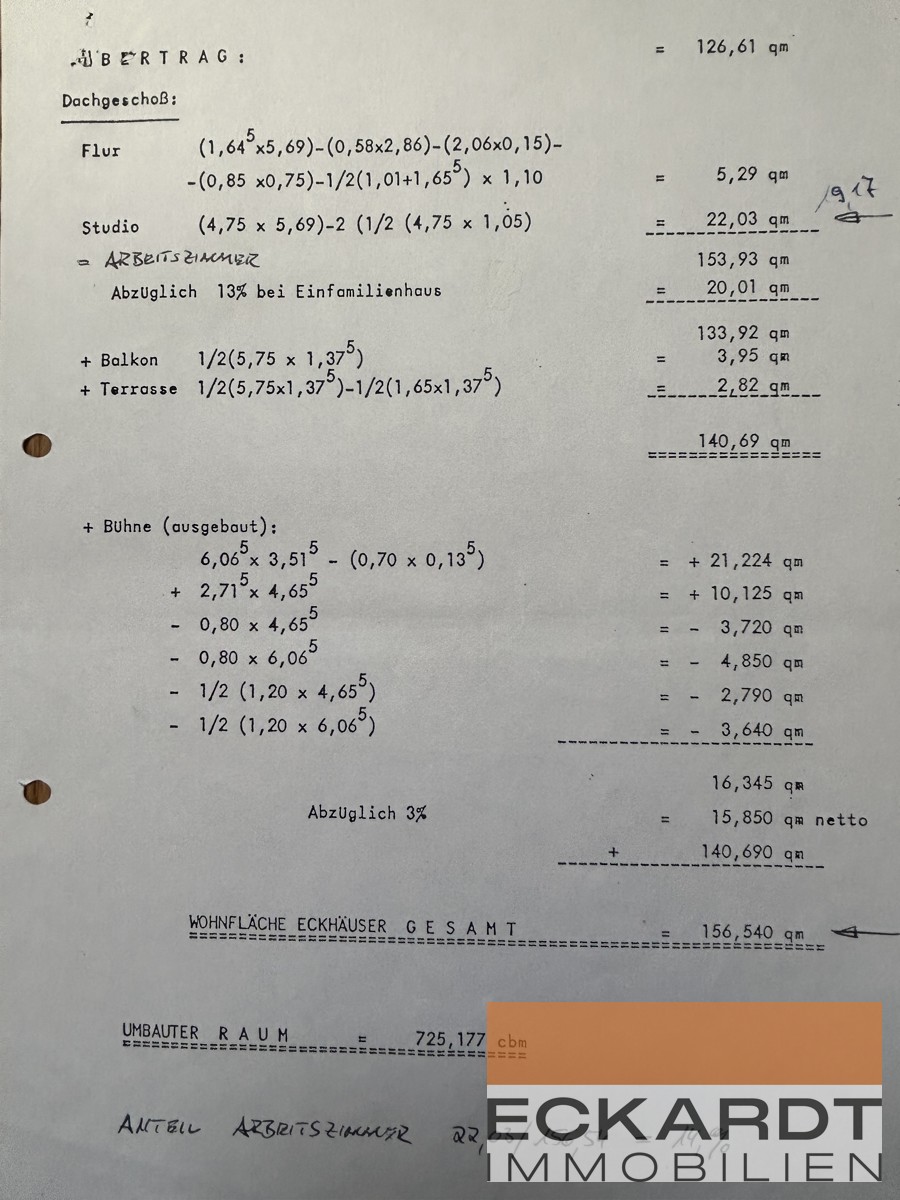 ÜBERTRAG: = 126,61 qm
Dachgeschoß:
Flur (1,64⁵x5,69)-(0,58x2,86)-(2,06x0,15)-
-(0,85 x0,75)-1/2(1,01+1,65⁵) x 1,10 = 5,29 qm
19,17
Studio (4,75 x 5,69)-2 (1/2 (4,75 x 1,05) = 22,03 qm
= ARBEITSZIMMER 153,93 qm
Abzüglich 13% bei Einfamilienhaus = 20,01 qm
133,92 qm
+ Balkon 1/2(5,75 x 1,37⁵) = 3,95 qm
+ Terrasse 1/2(5,75x1,37⁵)-1/2(1,65x1,37⁵) = 2,82 qm
140,69 qm
+ Bühne (ausgebaut):
6,06⁵x 3,51⁵ - (0,70 x 0,13⁵) = + 21,224 qm
+ 2,71⁵x 4,65⁵ = + 10,125 qm
- 0,80 x 4,65⁵ = - 3,720 qm
- 0,80 x 6,06⁵ = - 4,850 qm
- 1/2 (1,20 x 4,65⁵) = - 2,790 qm
- 1/2 (1,20 x 6,06⁵) = - 3,640 qm
16,345 qm
Abzüglich 3% = 15,850 qm netto
+ 140,690 qm
WOHNFLÄCHE ECKHÄUSER GESAMT = 156,540 qm
UMBAUTER RAUM = 725,177 cbm
ANTEIL ARBEITSZIMMER 22,03/156,54 = 14,%
ECKARDT
IMMOBILIEN